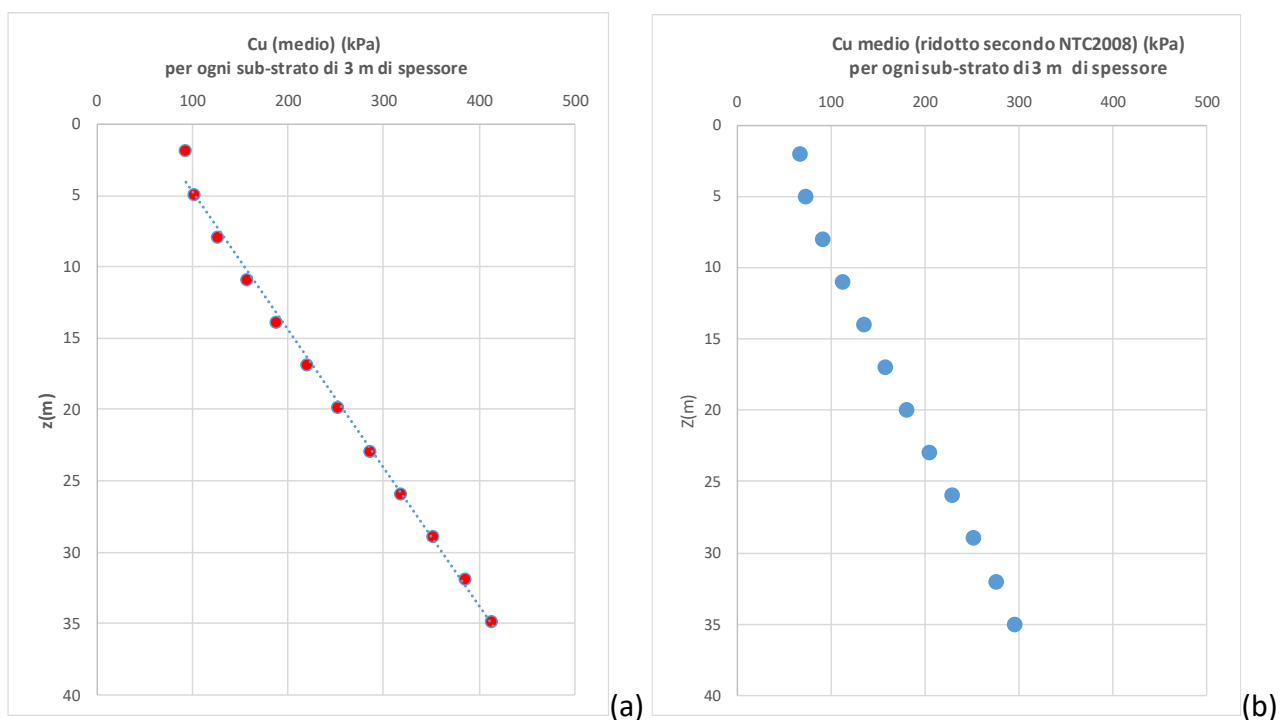 Cu (medio) (kPa)
per ogni sub-strato di 3 m di spessore
0 100 200 300 400 500
0
5
10
15
20
25
30
35
40
z(m)
(a)
Cu medio (ridotto secondo NTC2008) (kPa)
per ogni sub-strato di 3 m di spessore
0 100 200 300 400 500
0
5
10
15
20
25
30
35
40
Z(m)
(b)